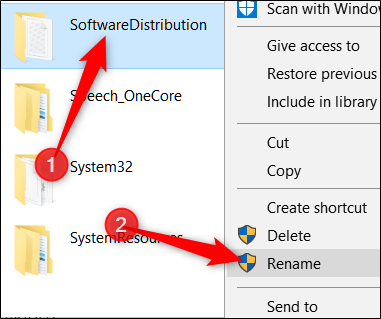 SoftwareDistribution
Speech_OneCore
1
System32
2
SystemResources
Scan with Window
Give access to
Restore previous
Include in library
Cut
Copy
Create shortcut
Delete
Rename
Send to